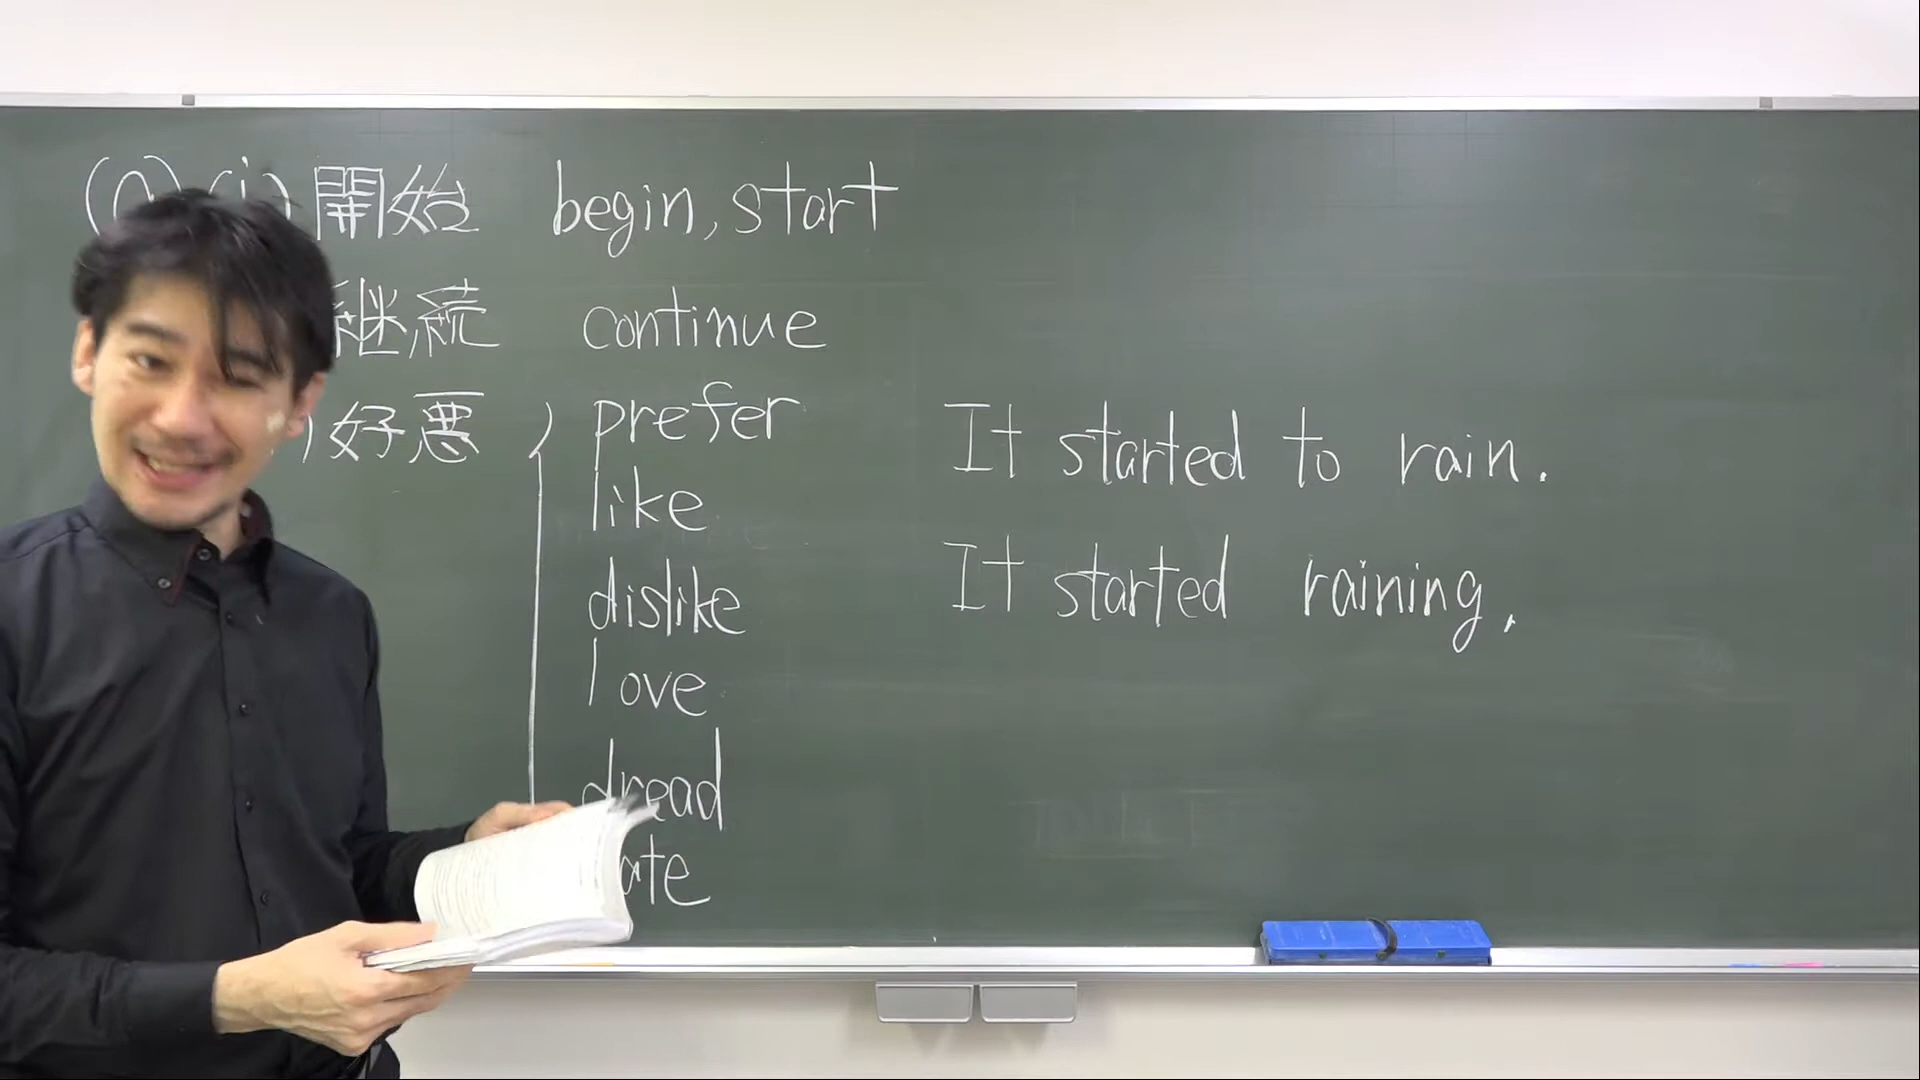 開始 begin, start
継続 continue
好悪 prefer
like
dislike
love
dread
It started to rain.
It started raining.